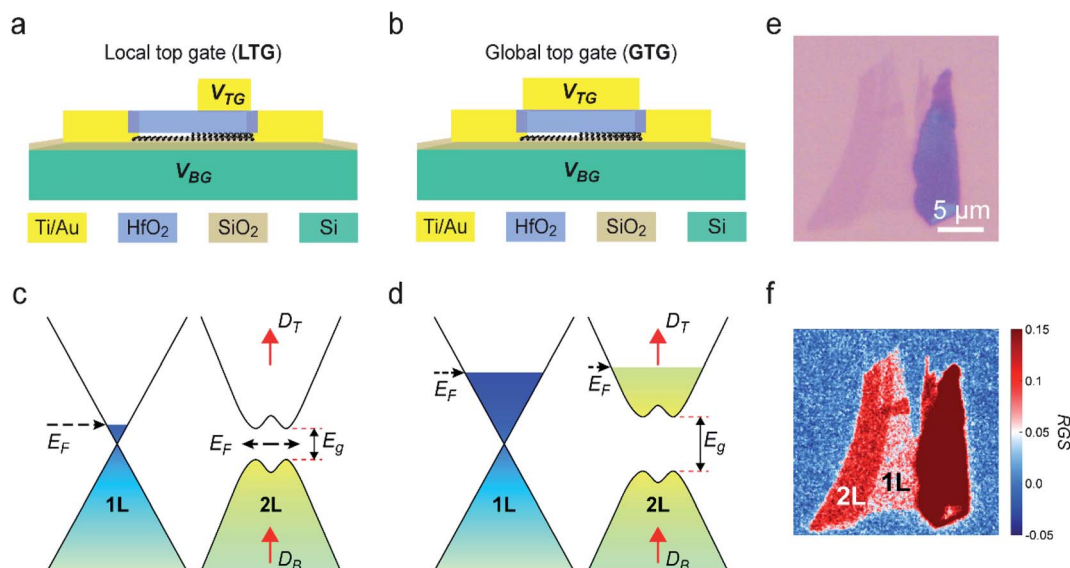 a
Local top gate (LTG)
V_TG
V_BG
Ti/Au
HfO₂
SiO₂
Si
b
Global top gate (GTG)
V_TG
V_BG
Ti/Au
HfO₂
SiO₂
Si
e
5 μm
c
E_F
1L
D_T
E_F
E_g
2L
D_B
d
E_F
1L
D_T
E_F
E_g
2L
D_B
f
2L
1L
0.15
0.1
0.05
0.0
-0.05
RGS